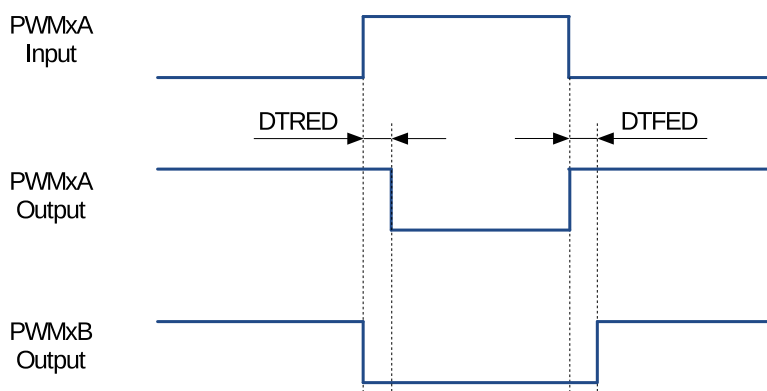 PWMxA
Input
DTRED
DTFED
PWMxA
Output
PWMxB
Output